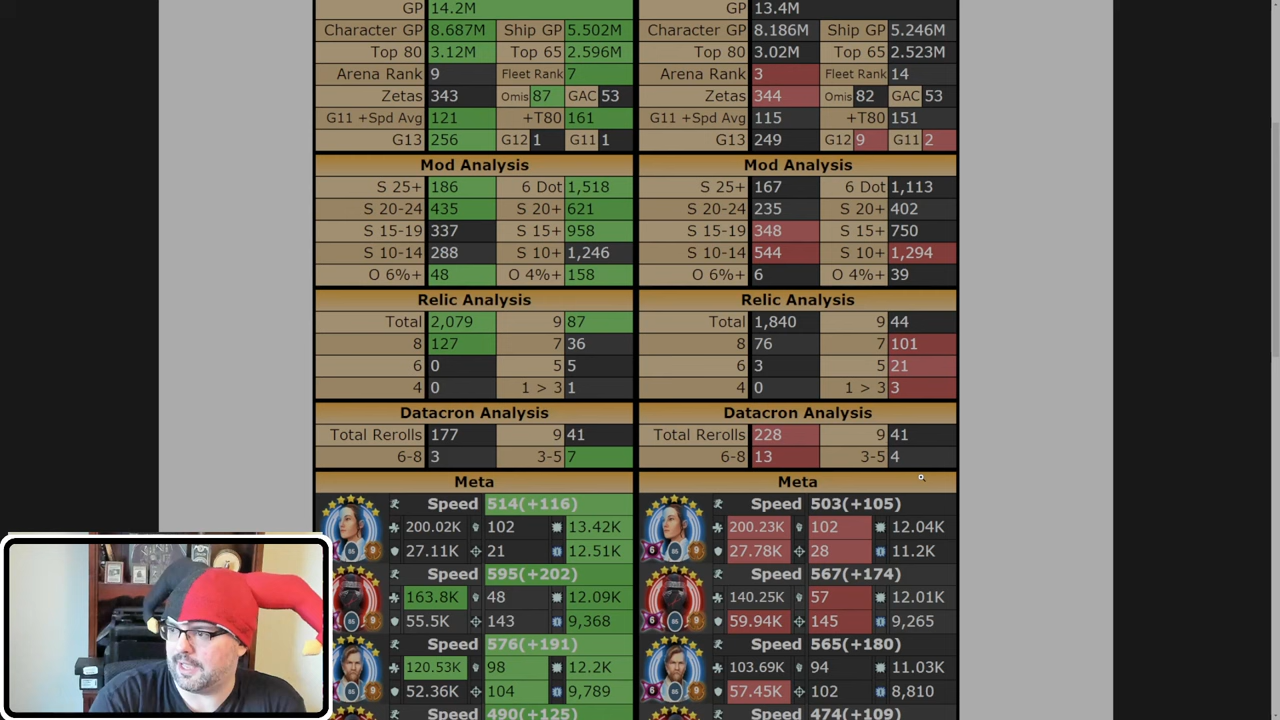 GP 14.2M
Character GP 8.687M Ship GP 5.502M
Top 80 3.12M Top 65 2.596M
Arena Rank 9 Fleet Rank 7
Zetas 343 Omis 87 GAC 53
G11 +Spd Avg 121 +T80 161
G13 256 G12 1 G11 1
Mod Analysis
S 25+ 186 6 Dot 1,518
S 20-24 435 S 20+ 621
S 15-19 337 S 15+ 958
S 10-14 288 S 10+ 1,246
O 6%+ 48 O 4%+ 158
Relic Analysis
Total 2,079 9 87
8 127 7 36
6 0 5 5
4 0 1 > 3 1
Datacron Analysis
Total Rerolls 177 9 41
6-8 3 3-5 7
Meta
Speed 514(+116)
200.02K 102 13.42K
27.11K 21 12.51K
Speed 595(+202)
163.8K 48 12.09K
55.5K 143 9,368
Speed 576(+191)
120.53K 98 12.2K
52.36K 104 9,789
Speed 490(+125)
GP 13.4M
Character GP 8.186M Ship GP 5.246M
Top 80 3.02M Top 65 2.523M
Arena Rank 3 Fleet Rank 14
Zetas 344 Omis 82 GAC 53
G11 +Spd Avg 115 +T80 151
G13 249 G12 9 G11 2
Mod Analysis
S 25+ 167 6 Dot 1,113
S 20-24 235 S 20+ 402
S 15-19 348 S 15+ 750
S 10-14 544 S 10+ 1,294
O 6%+ 6 O 4%+ 39
Relic Analysis
Total 1,840 9 44
8 76 7 101
6 3 5 21
4 0 1 > 3 3
Datacron Analysis
Total Rerolls 228 9 41
6-8 13 3-5 4
Meta
Speed 503(+105)
200.23K 102 12.04K
27.78K 28 11.2K
Speed 567(+174)
140.25K 57 12.01K
59.94K 145 9,265
Speed 565(+180)
103.69K 94 11.03K
57.45K 102 8,810
Speed 474(+109)